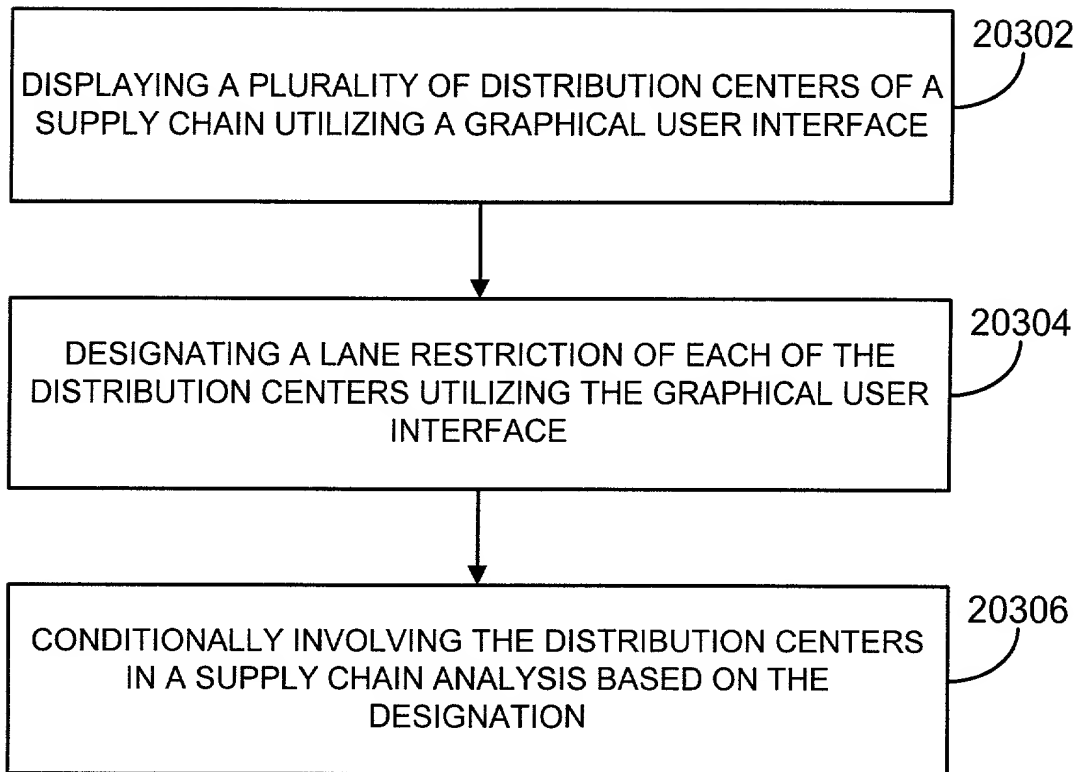 20302
DISPLAYING A PLURALITY OF DISTRIBUTION CENTERS OF A
SUPPLY CHAIN UTILIZING A GRAPHICAL USER INTERFACE
20304
DESIGNATING A LANE RESTRICTION OF EACH OF THE
DISTRIBUTION CENTERS UTILIZING THE GRAPHICAL USER
INTERFACE
20306
CONDITIONALLY INVOLVING THE DISTRIBUTION CENTERS
IN A SUPPLY CHAIN ANALYSIS BASED ON THE
DESIGNATION